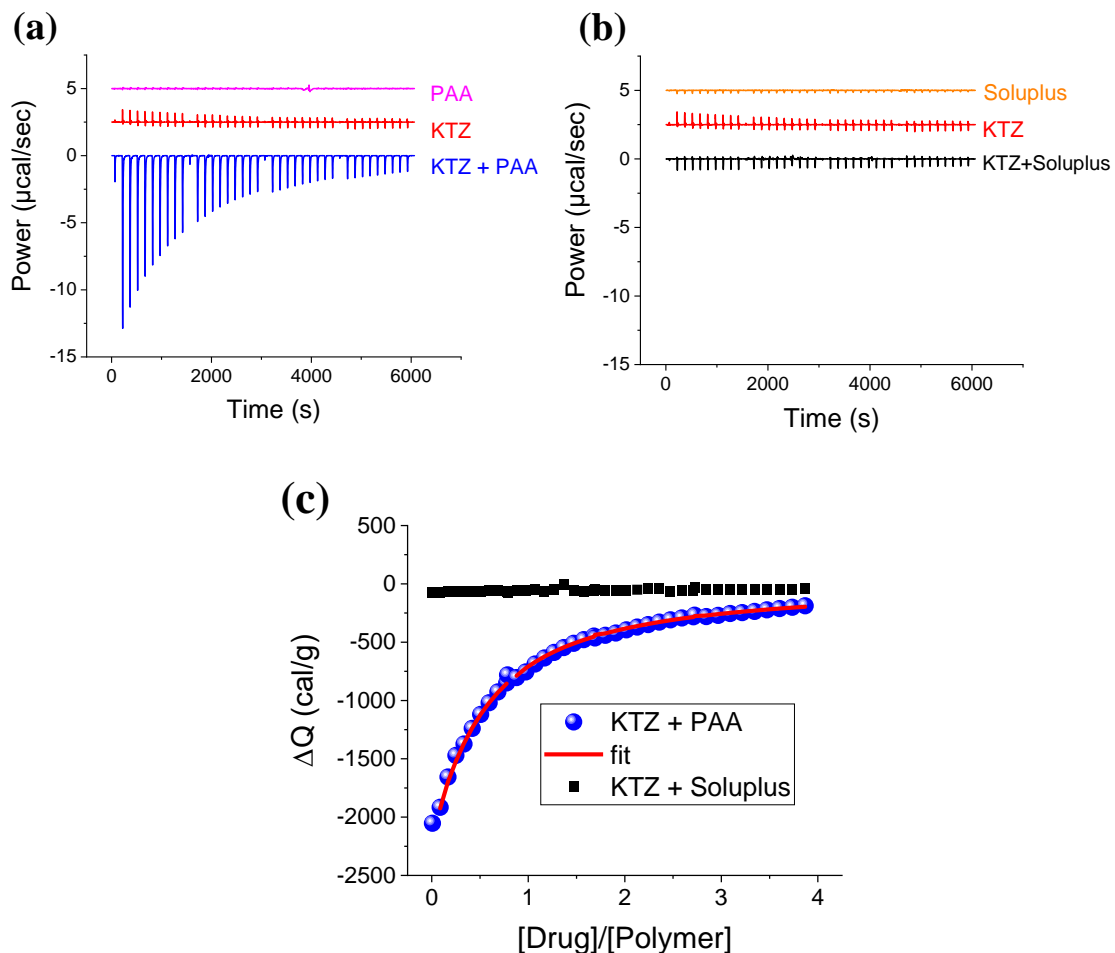 (a)
Power (µcal/sec)
5
0
-5
-10
-15
PAA
KTZ
KTZ + PAA
0 2000 4000 6000
Time (s)
(b)
Power (µcal/sec)
5
0
-5
-10
-15
Soluplus
KTZ
KTZ+Soluplus
0 2000 4000 6000
Time (s)
(c)
ΔQ (cal/g)
500
0
-500
-1000
-1500
-2000
-2500
KTZ + PAA
fit
KTZ + Soluplus
0 1 2 3 4
[Drug]/[Polymer]